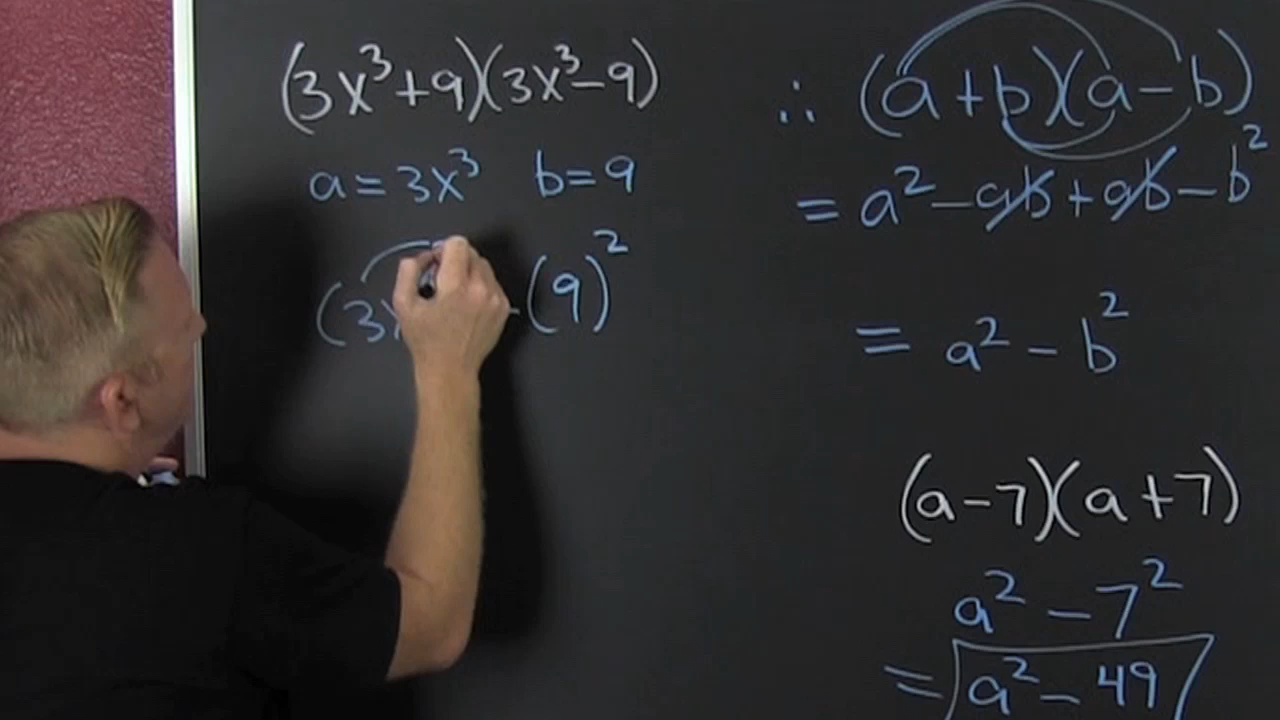 (3x³+9)(3x³−9)
a=3x³ b=9
(3x −(9)²
∴ (a+b)(a−b)
= a²−ab+ab−b²
= a²−b²
(a−7)(a+7)
a²−7²
= a²−49